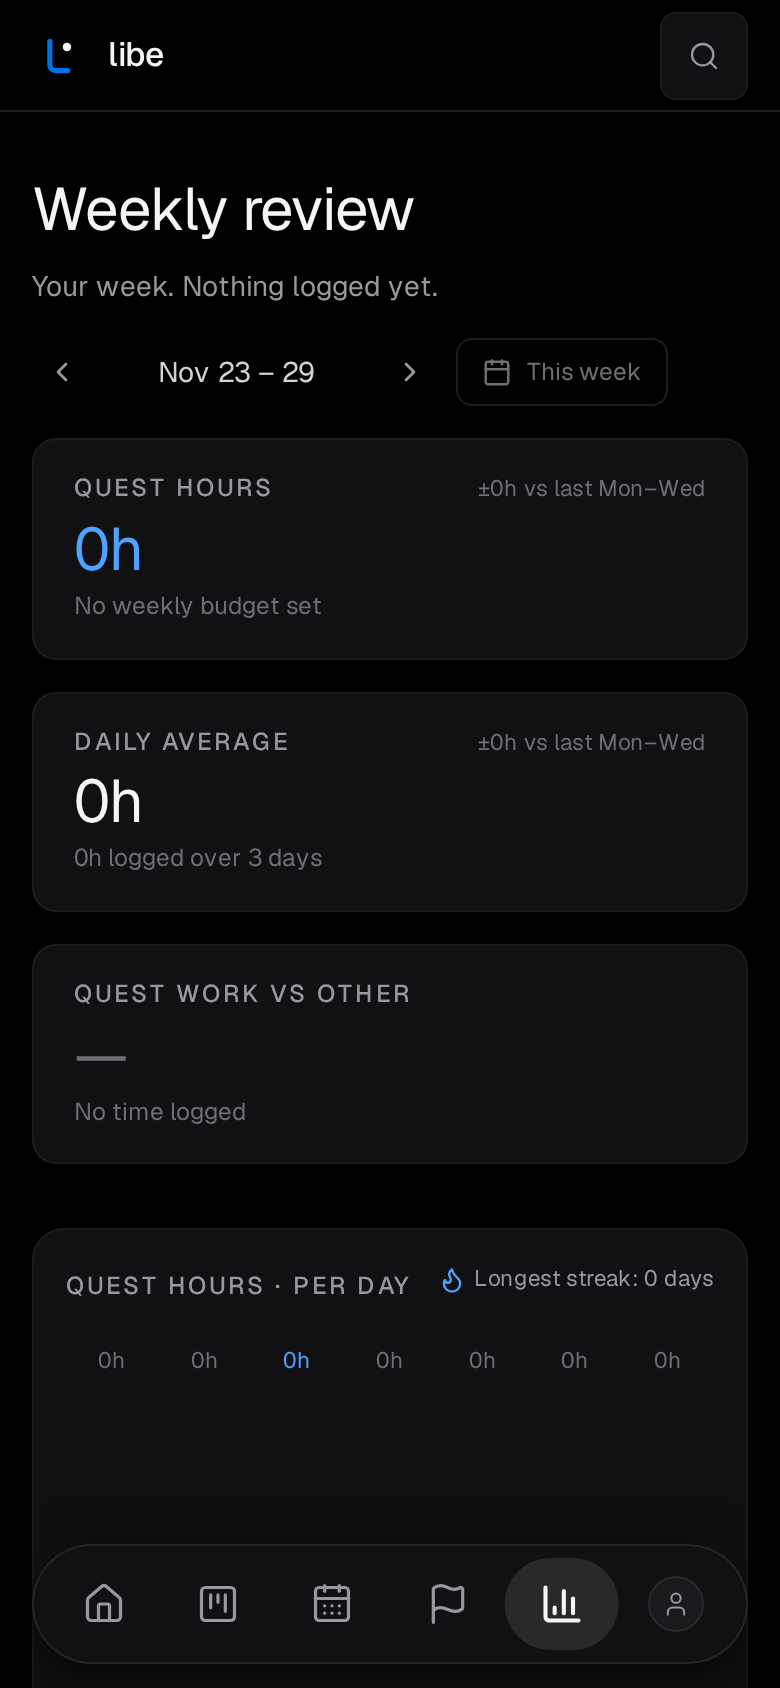 libe
Weekly review
Your week. Nothing logged yet.
Nov 23 – 29
This week
QUEST HOURS
±0h vs last Mon–Wed
0h
No weekly budget set
DAILY AVERAGE
±0h vs last Mon–Wed
0h
0h logged over 3 days
QUEST WORK VS OTHER
—
No time logged
QUEST HOURS · PER DAY
Longest streak: 0 days
0h 0h 0h 0h 0h 0h 0h